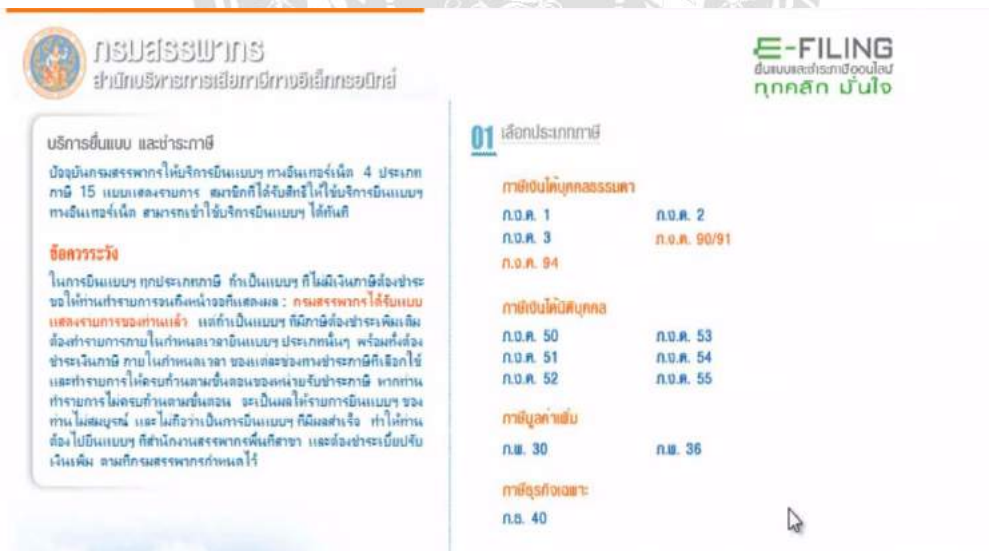 กรมสรรพากร
สำนักบริหารการเสียภาษีทางอิเล็กทรอนิกส์
E-FILING
ยื่นแบบและชำระภาษีออนไลน์
ทุกคลิก มั่นใจ
บริการยื่นแบบ และชำระภาษี
ปัจจุบันกรมสรรพากรให้บริการยื่นแบบฯ ทางอินเทอร์เน็ต 4 ประเภท
ภาษี 15 แบบแสดงรายการ สมาชิกที่ได้รับสิทธิ์ให้ใช้บริการยื่นแบบฯ
ทางอินเทอร์เน็ต สามารถเข้าใช้บริการยื่นแบบฯ ได้ทันที
ข้อควรระวัง
ในการยื่นแบบฯ ทุกประเภทภาษี ถ้าเป็นแบบฯ ที่ไม่มีเงินภาษีต้องชำระ
ขอให้ท่านทำรายการจนถึงหน้าจอที่แสดงผล : กรมสรรพากรได้รับแบบ
แสดงรายการของท่านแล้ว แต่ถ้าเป็นแบบฯ ที่มีภาษีต้องชำระเพิ่มเติม
ต้องทำรายการภายในกำหนดเวลายื่นแบบฯ ประเภทนั้นๆ พร้อมทั้งต้อง
ชำระเงินภาษี ภายในกำหนดเวลา ของแต่ละช่องทางชำระภาษีที่เลือกใช้
และทำรายการให้ครบถ้วนตามขั้นตอนของหน่วยรับชำระภาษี หากท่าน
ทำรายการไม่ครบถ้วนตามขั้นตอน จะเป็นผลให้รายการยื่นแบบฯ ของ
ท่านไม่สมบูรณ์ และไม่ถือว่าเป็นการยื่นแบบฯ ที่มีผลสำเร็จ ทำให้ท่าน
ต้องไปยื่นแบบฯ ที่สำนักงานสรรพากรพื้นที่สาขา และต้องชำระเบี้ยปรับ
เงินเพิ่ม ตามที่กรมสรรพากรกำหนดไว้
01 เลือกประเภทภาษี
ภาษีเงินได้บุคคลธรรมดา
ภ.ง.ด. 1 ภ.ง.ด. 2
ภ.ง.ด. 3 ภ.ง.ด. 90/91
ภ.ง.ด. 94
ภาษีเงินได้นิติบุคคล
ภ.ง.ด. 50 ภ.ง.ด. 53
ภ.ง.ด. 51 ภ.ง.ด. 54
ภ.ง.ด. 52 ภ.ง.ด. 55
ภาษีมูลค่าเพิ่ม
ภ.พ. 30 ภ.พ. 36
ภาษีธุรกิจเฉพาะ
ภ.ธ. 40